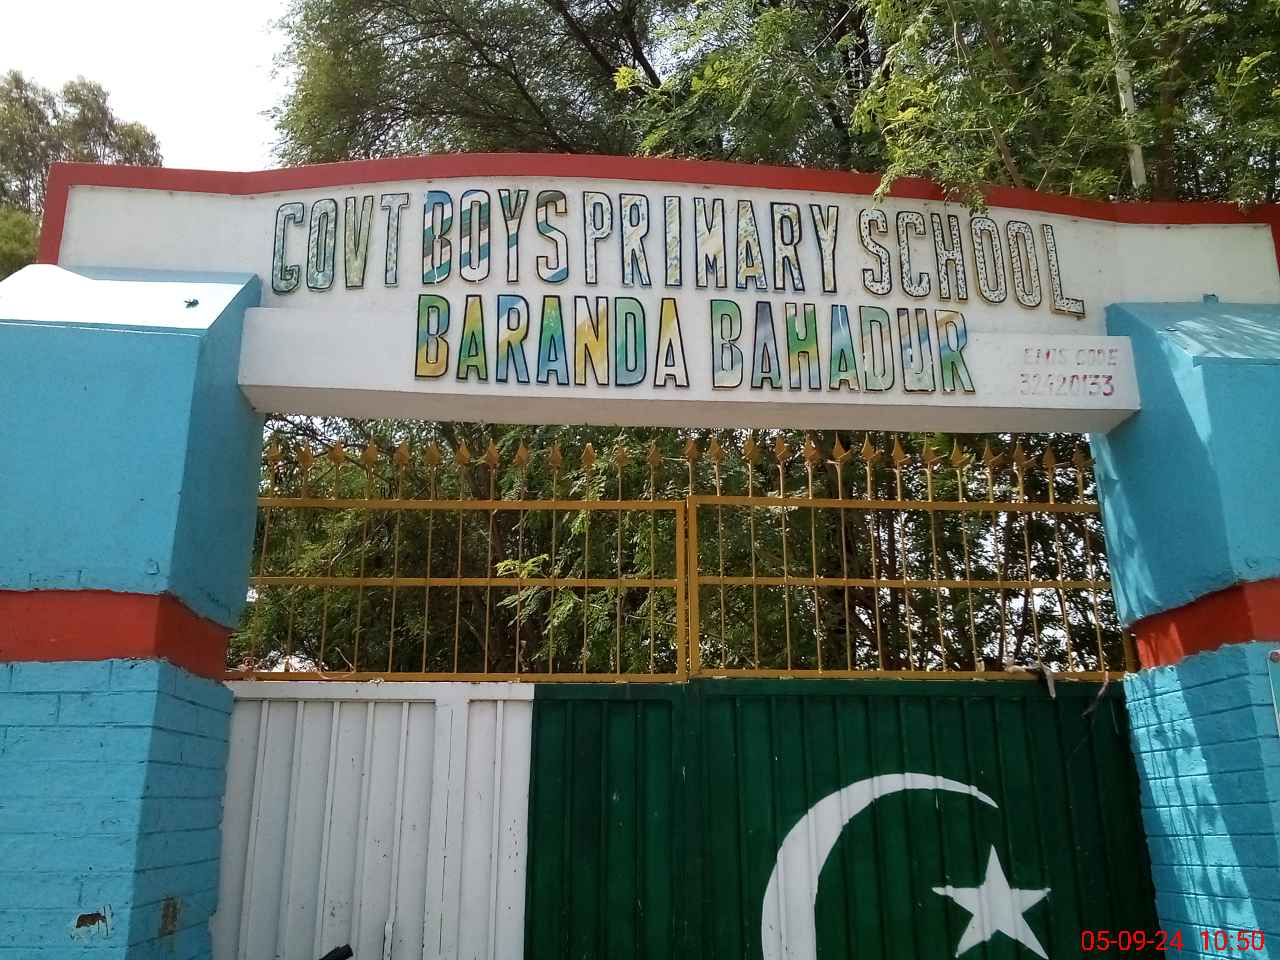 GOVT BOYS PRIMARY SCHOOL
BARANDA BAHADUR
EMIS CODE
32420133
05-09-24 10:50